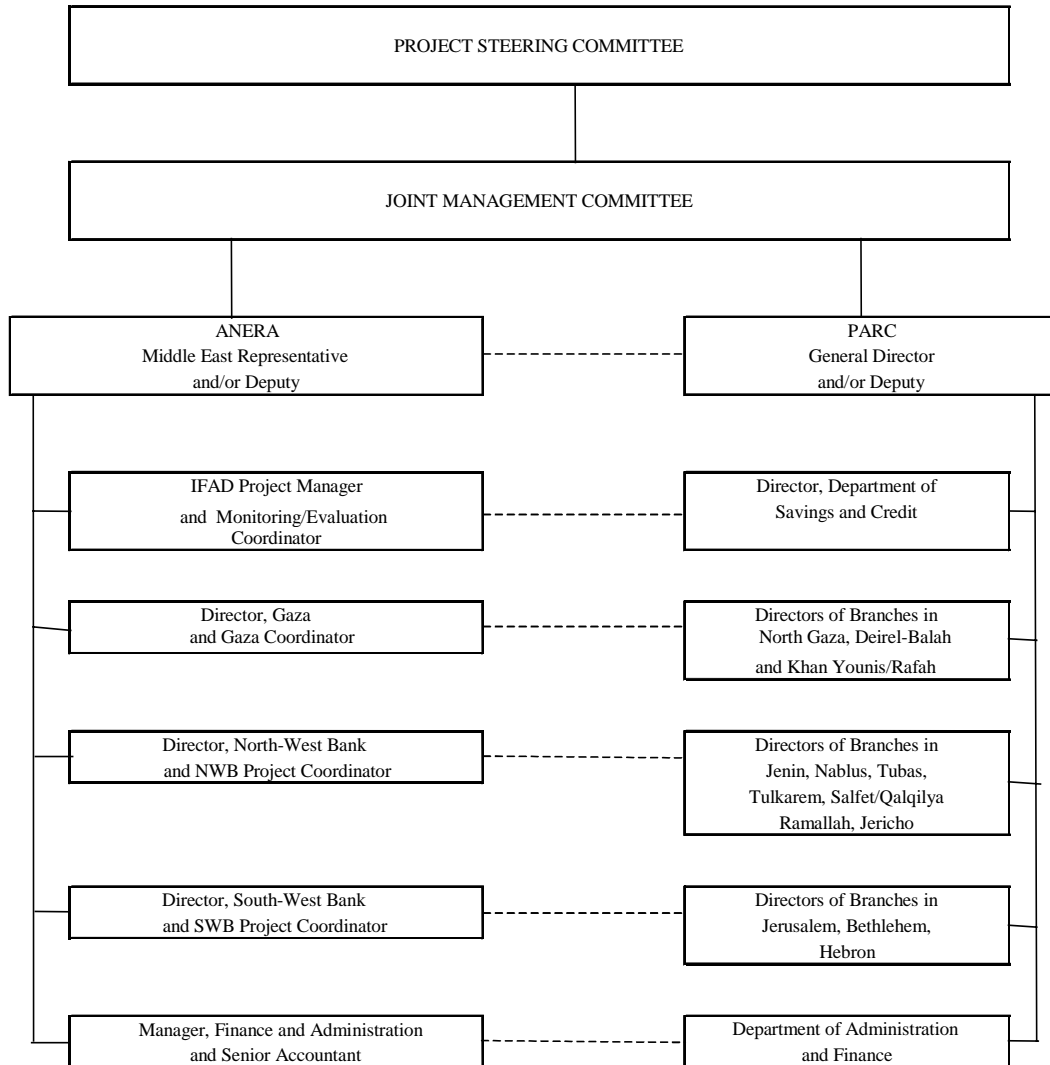 PROJECT STEERING COMMITTEE
JOINT MANAGEMENT COMMITTEE
ANERA
Middle East Representative
and/or Deputy
PARC
General Director
and/or Deputy
IFAD Project Manager
and Monitoring/Evaluation
Coordinator
Director, Department of
Savings and Credit
Director, Gaza
and Gaza Coordinator
Directors of Branches in
North Gaza, Deirel-Balah
and Khan Younis/Rafah
Director, North-West Bank
and NWB Project Coordinator
Directors of Branches in
Jenin, Nablus, Tubas,
Tulkarem, Salfet/Qalqilya
Ramallah, Jericho
Director, South-West Bank
and SWB Project Coordinator
Directors of Branches in
Jerusalem, Bethlehem,
Hebron
Manager, Finance and Administration
and Senior Accountant
Department of Administration
and Finance